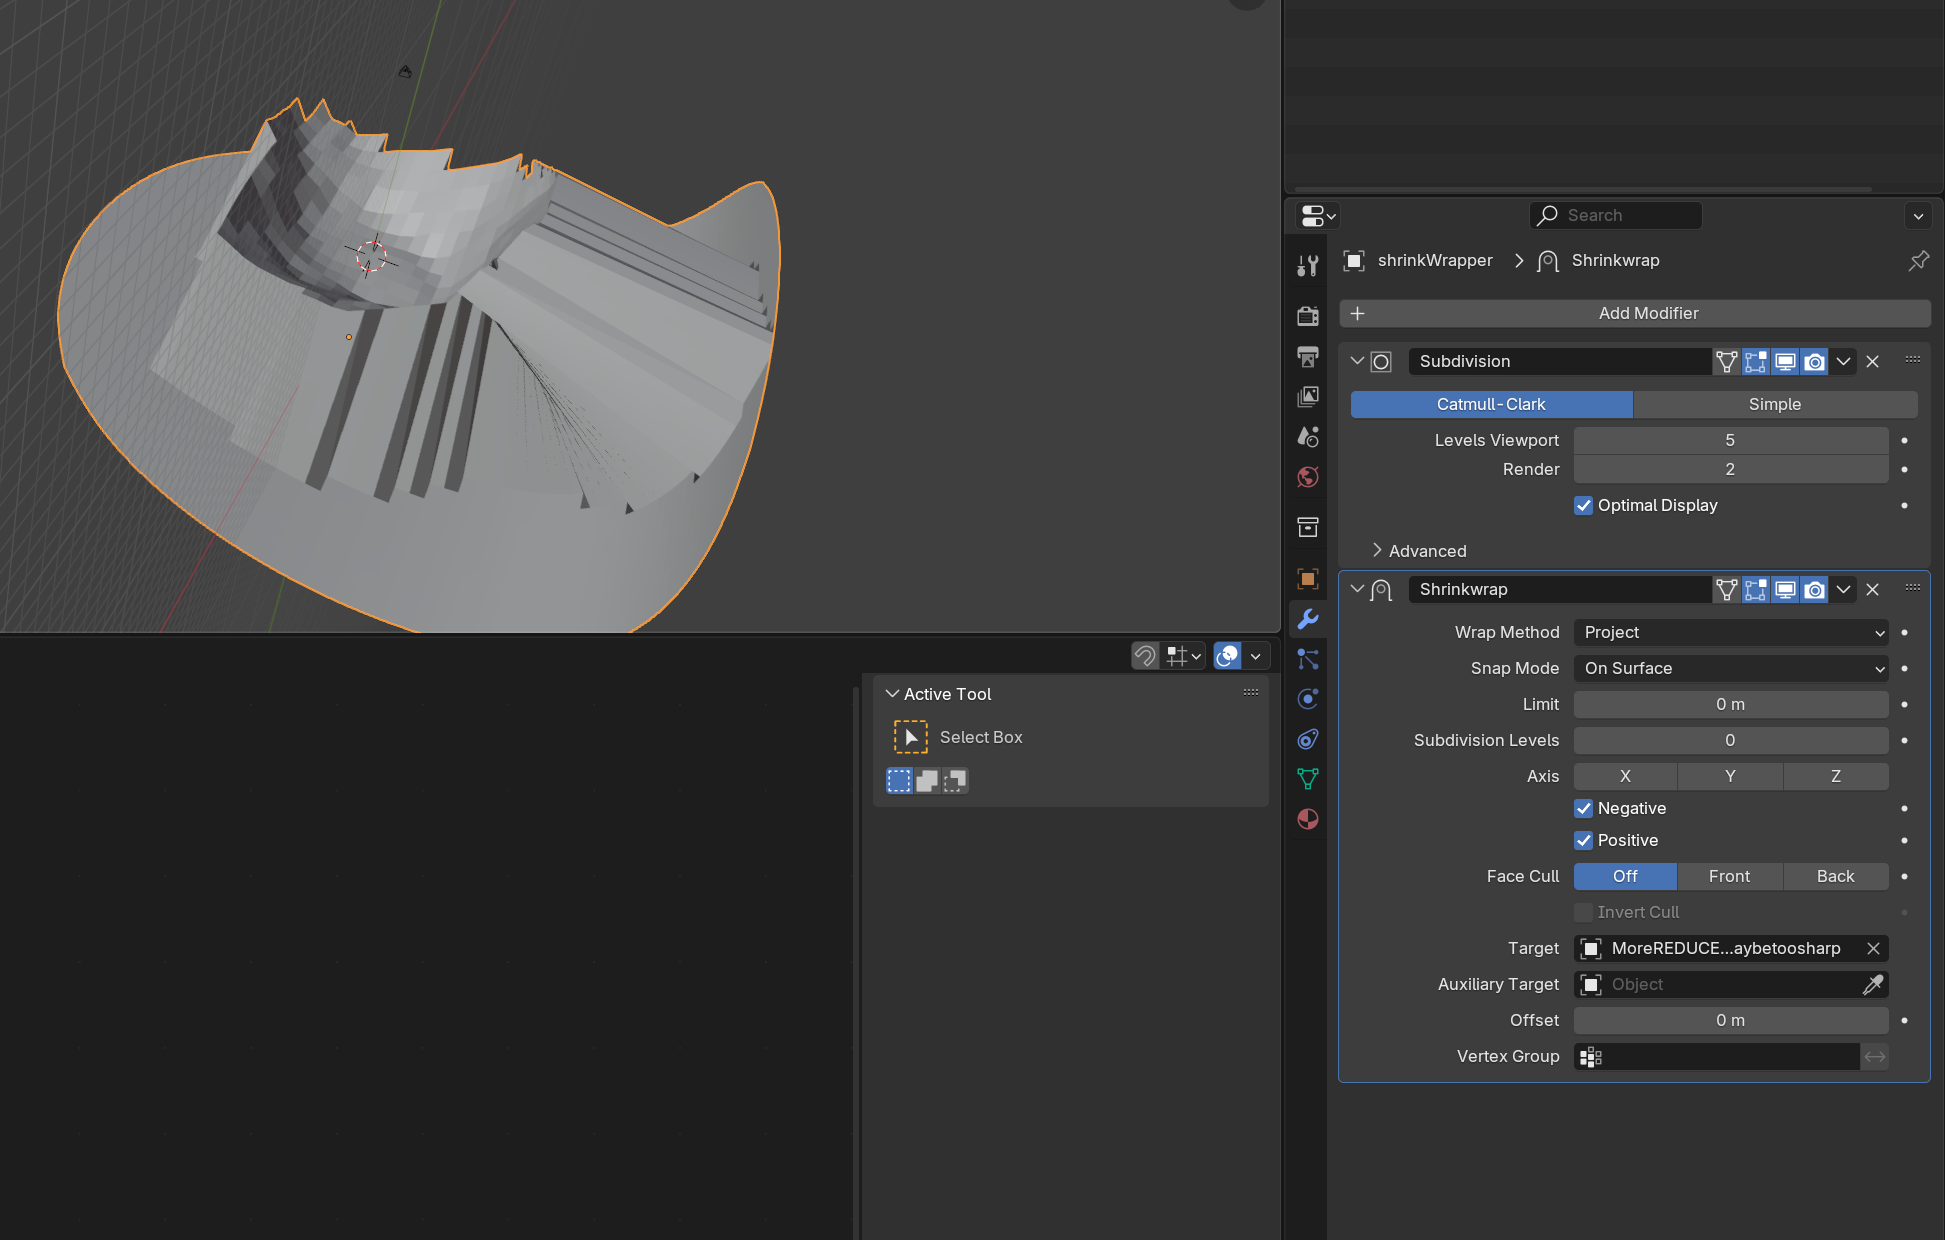 Search
shrinkWrapper > Shrinkwrap
+ Add Modifier
Subdivision
Catmull-Clark Simple
Levels Viewport 5
Render 2
Optimal Display
Advanced
Shrinkwrap
Wrap Method Project
Snap Mode On Surface
Limit 0 m
Subdivision Levels 0
Axis X Y Z
Negative
Positive
Face Cull Off Front Back
Invert Cull
Target MoreREDUCE...aybetoosharp
Auxiliary Target Object
Offset 0 m
Vertex Group
Active Tool
Select Box